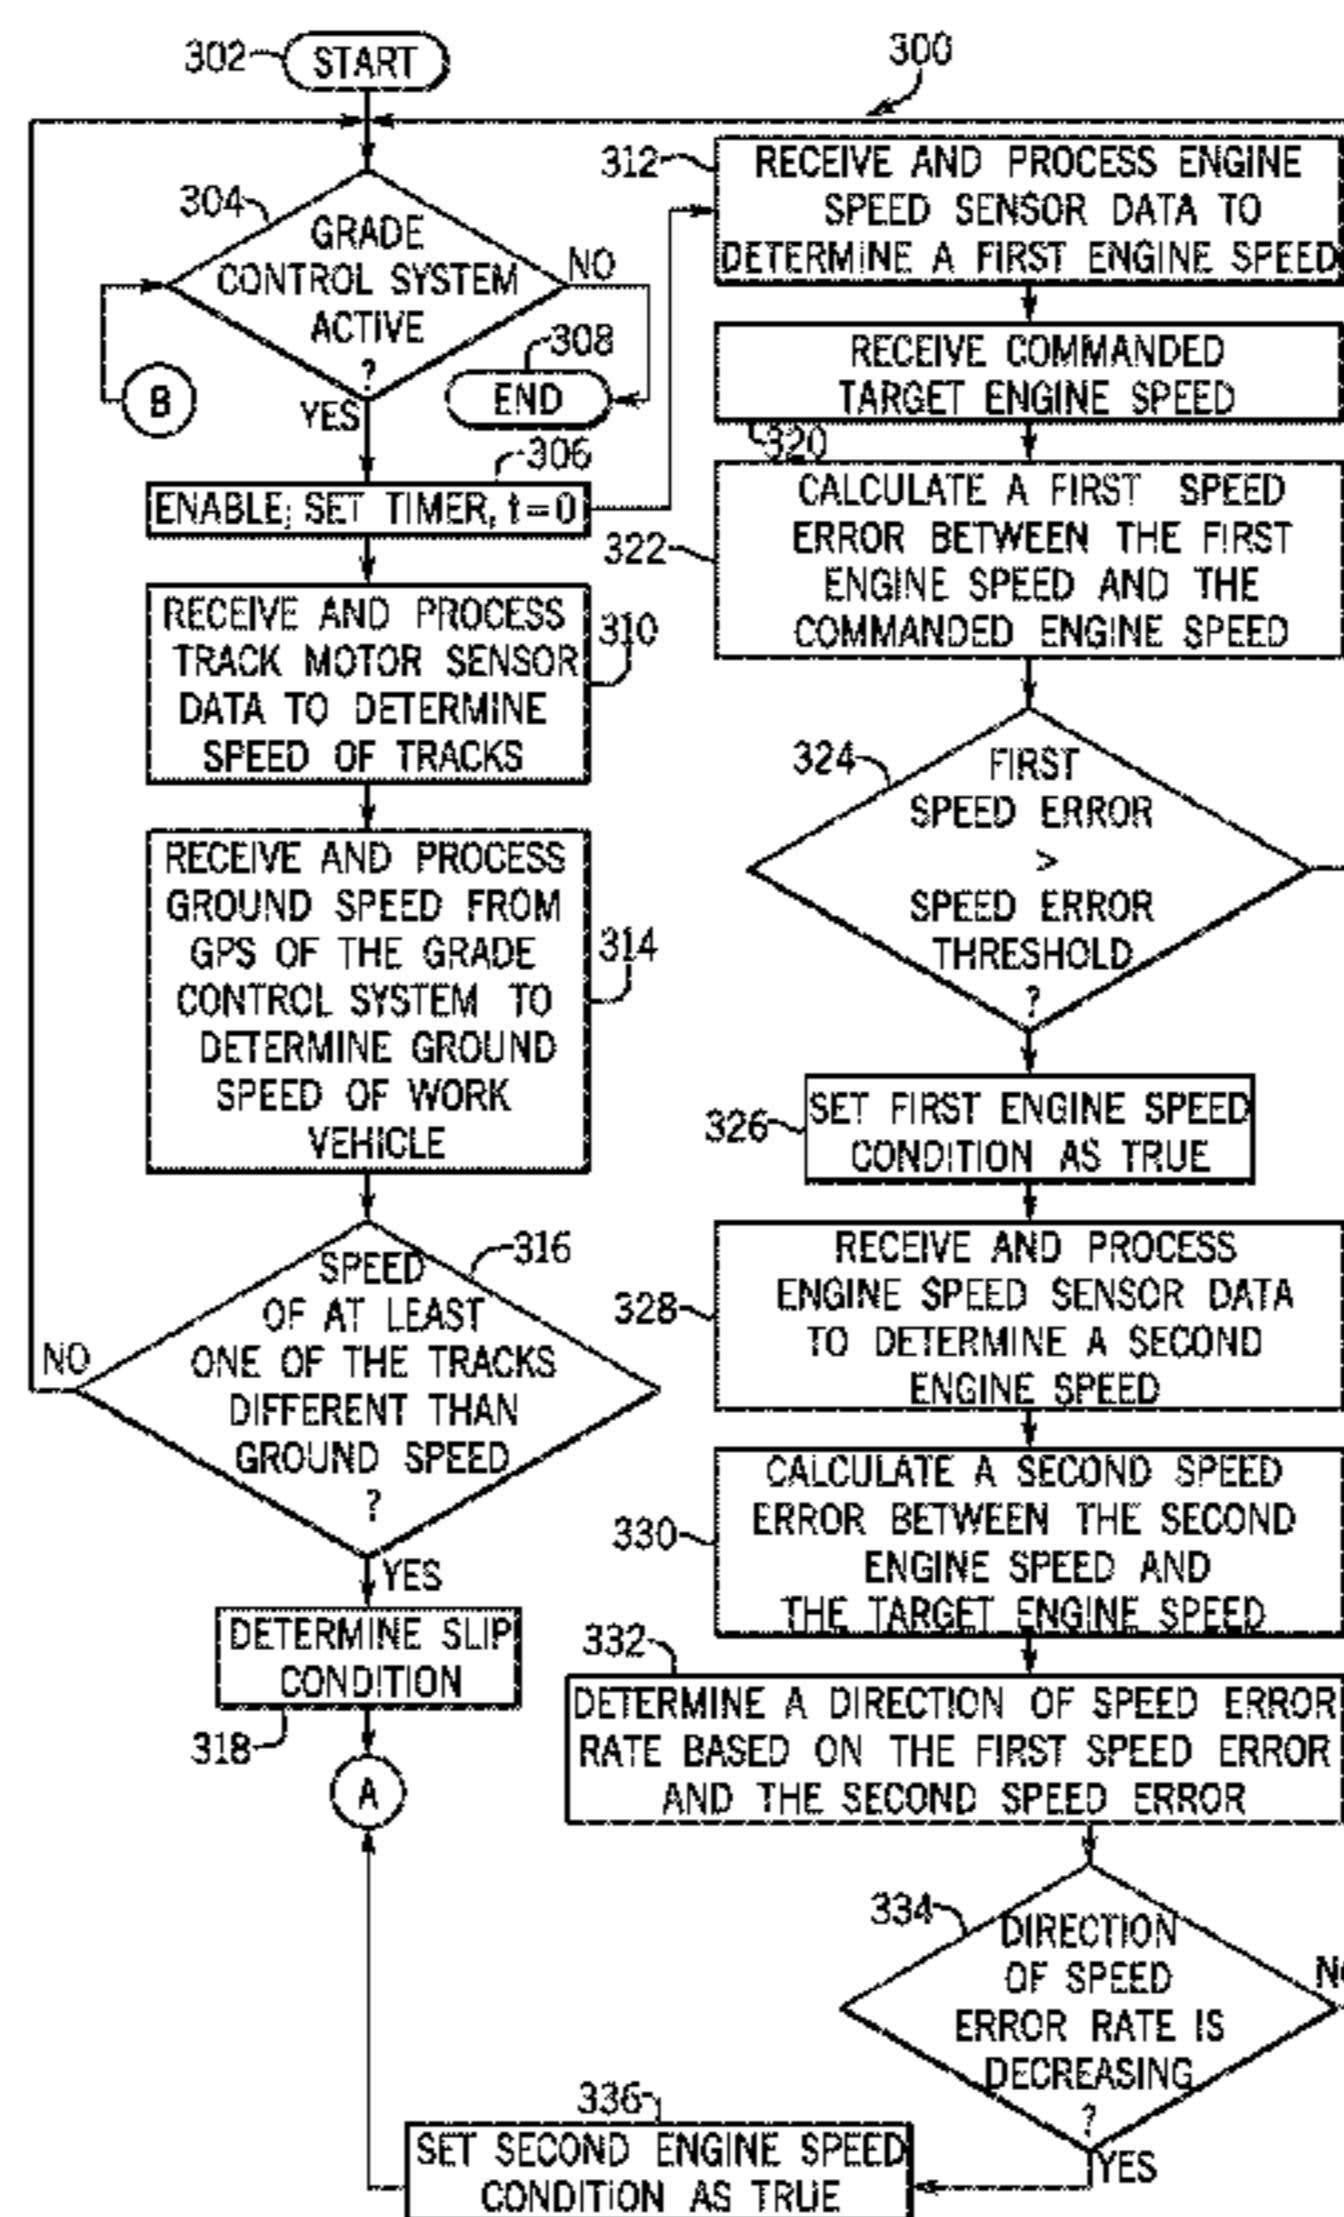 302
START
300
304
GRADE
CONTROL SYSTEM
ACTIVE
?
NO
YES
B
308
END
306
ENABLE; SET TIMER, t=0
RECEIVE AND PROCESS
TRACK MOTOR SENSOR
DATA TO DETERMINE
SPEED OF TRACKS
310
RECEIVE AND PROCESS
GROUND SPEED FROM
GPS OF THE GRADE
CONTROL SYSTEM TO
DETERMINE GROUND
SPEED OF WORK
VEHICLE
314
316
SPEED
OF AT LEAST
ONE OF THE TRACKS
DIFFERENT THAN
GROUND SPEED
?
NO
YES
DETERMINE SLIP
CONDITION
318
A
312
RECEIVE AND PROCESS ENGINE
SPEED SENSOR DATA TO
DETERMINE A FIRST ENGINE SPEED
RECEIVE COMMANDED
TARGET ENGINE SPEED
320
322
CALCULATE A FIRST SPEED
ERROR BETWEEN THE FIRST
ENGINE SPEED AND THE
COMMANDED ENGINE SPEED
324
FIRST
SPEED ERROR
>
SPEED ERROR
THRESHOLD
?
326
SET FIRST ENGINE SPEED
CONDITION AS TRUE
328
RECEIVE AND PROCESS
ENGINE SPEED SENSOR DATA
TO DETERMINE A SECOND
ENGINE SPEED
330
CALCULATE A SECOND SPEED
ERROR BETWEEN THE SECOND
ENGINE SPEED AND
THE TARGET ENGINE SPEED
332
DETERMINE A DIRECTION OF SPEED ERROR
RATE BASED ON THE FIRST SPEED ERROR
AND THE SECOND SPEED ERROR
334
DIRECTION
OF SPEED
ERROR RATE IS
DECREASING
?
YES
336
SET SECOND ENGINE SPEED
CONDITION AS TRUE